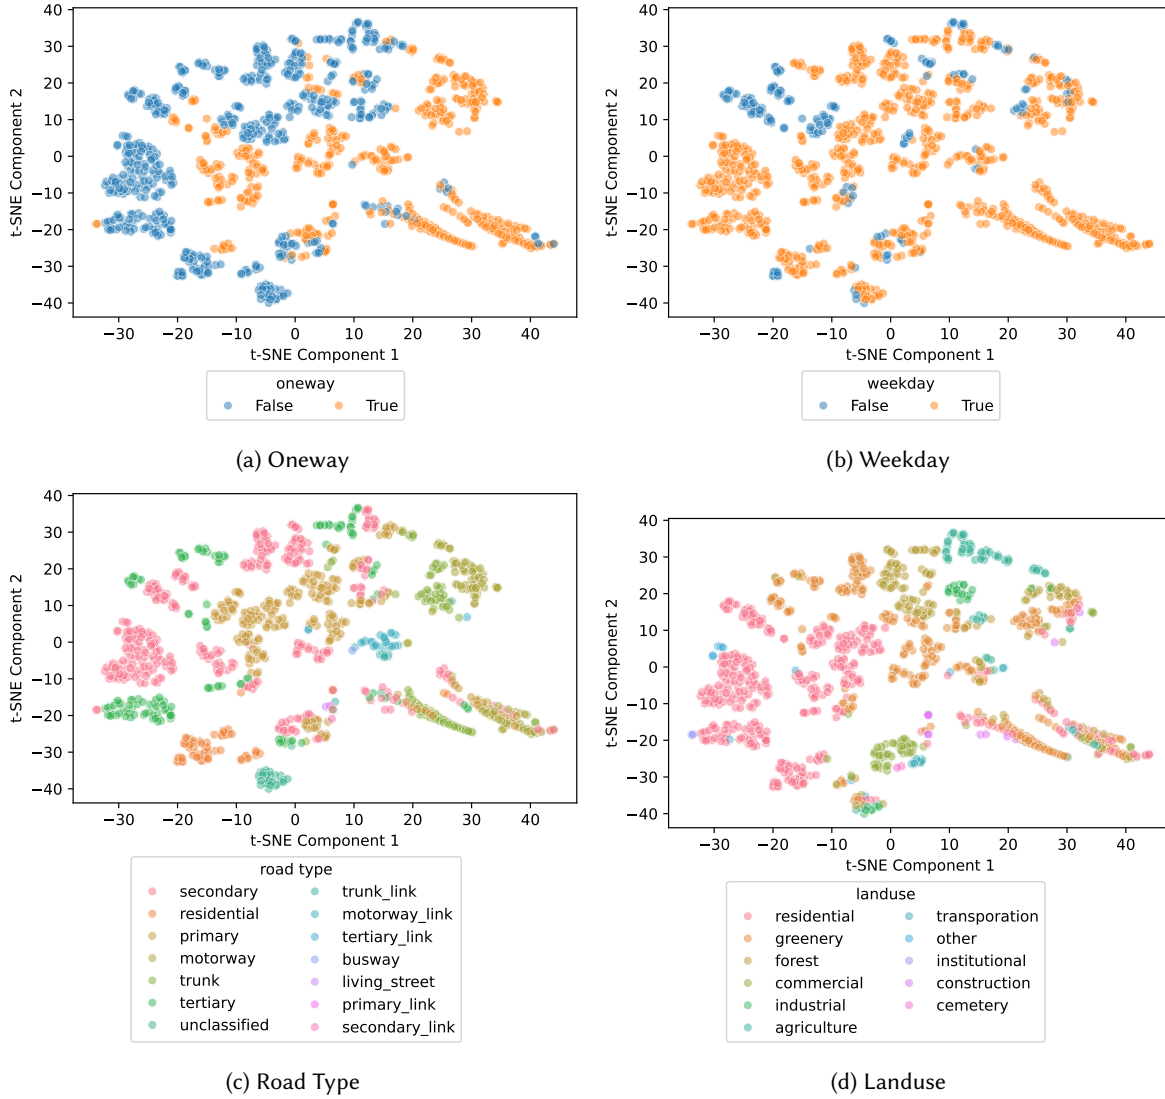 40
30
20
10
0
−10
−20
−30
−40
t-SNE Component 2
−30 −20 −10 0 10 20 30 40
t-SNE Component 1
oneway
False True
(a) Oneway
40
30
20
10
0
−10
−20
−30
−40
t-SNE Component 2
−30 −20 −10 0 10 20 30 40
t-SNE Component 1
weekday
False True
(b) Weekday
40
30
20
10
0
−10
−20
−30
−40
t-SNE Component 2
−30 −20 −10 0 10 20 30 40
t-SNE Component 1
road type
secondary trunk_link
residential motorway_link
primary tertiary_link
motorway busway
trunk living_street
tertiary primary_link
unclassified secondary_link
(c) Road Type
40
30
20
10
0
−10
−20
−30
−40
t-SNE Component 2
−30 −20 −10 0 10 20 30 40
t-SNE Component 1
landuse
residential transporation
greenery other
forest institutional
commercial construction
industrial cemetery
agriculture
(d) Landuse